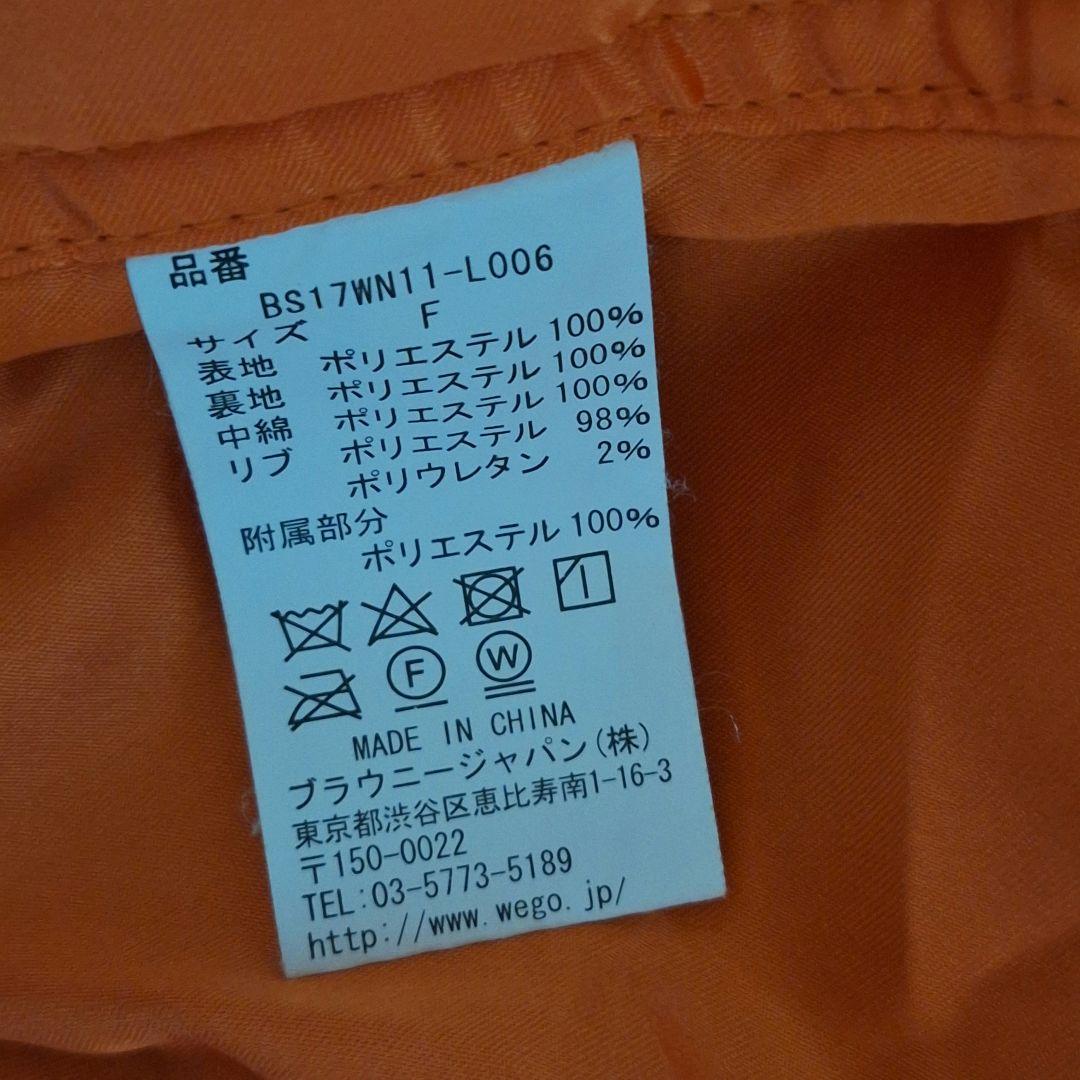 品番
BS17WN11-L006
サイズ F
表地 ポリエステル 100%
裏地 ポリエステル 100%
中綿 ポリエステル 100%
リブ ポリエステル 98%
ポリウレタン 2%
附属部分
ポリエステル 100%
F W
MADE IN CHINA
ブラウニージャパン(株)
東京都渋谷区恵比寿南1-16-3
〒150-0022
TEL:03-5773-5189
http://www.wego.jp/